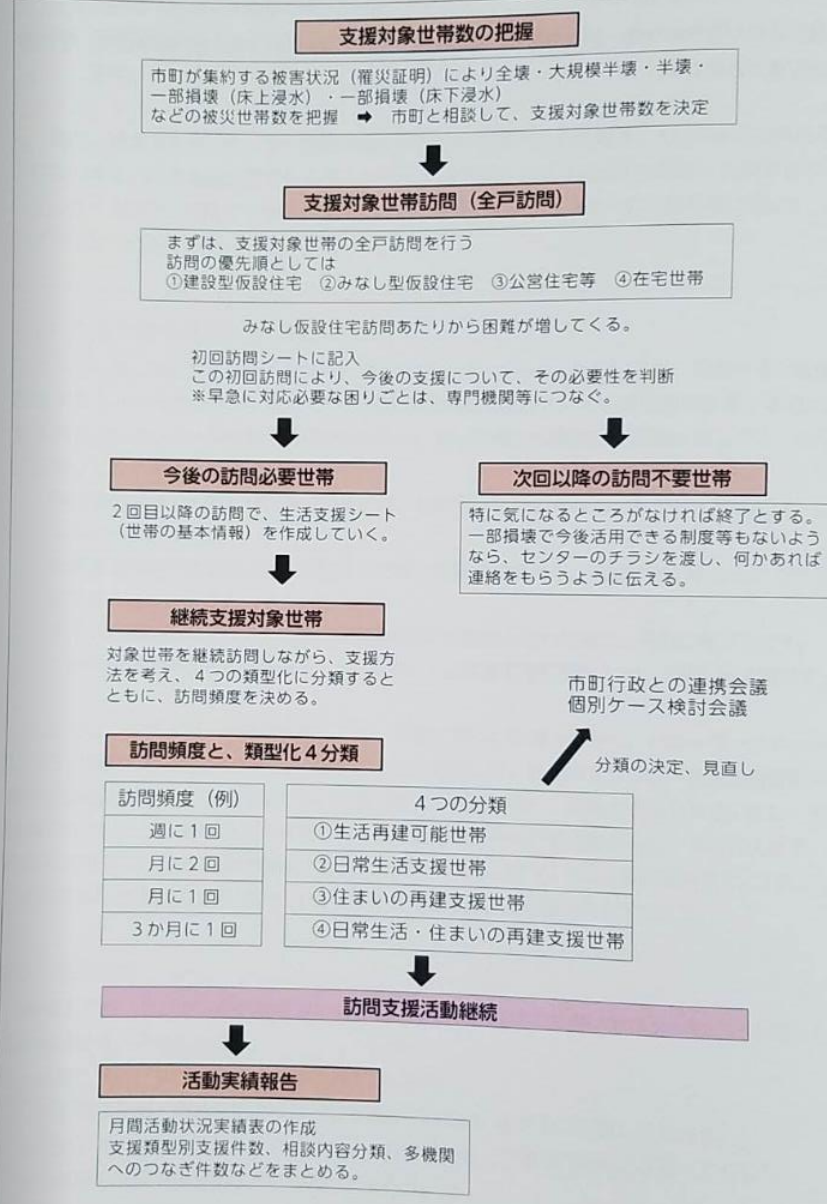 支援対象世帯数の把握
市町が集約する被害状況（罹災証明）により全壊・大規模半壊・半壊・
一部損壊（床上浸水）・一部損壊（床下浸水）
などの被災世帯数を把握　➡　市町と相談して、支援対象世帯数を決定
支援対象世帯訪問（全戸訪問）
まずは、支援対象世帯の全戸訪問を行う
訪問の優先順としては
①建設型仮設住宅　②みなし型仮設住宅　③公営住宅等　④在宅世帯
みなし仮設住宅訪問あたりから困難が増してくる。
初回訪問シートに記入
この初回訪問により、今後の支援について、その必要性を判断
※早急に対応必要な困りごとは、専門機関等につなぐ。
今後の訪問必要世帯
２回目以降の訪問で、生活支援シート
（世帯の基本情報）を作成していく。
次回以降の訪問不要世帯
特に気になるところがなければ終了とする。
一部損壊で今後活用できる制度等もないよう
なら、センターのチラシを渡し、何かあれば
連絡をもらうように伝える。
継続支援対象世帯
対象世帯を継続訪問しながら、支援方
法を考え、４つの類型化に分類すると
ともに、訪問頻度を決める。
市町行政との連携会議
個別ケース検討会議
分類の決定、見直し
訪問頻度と、類型化４分類
訪問頻度（例）
週に１回
月に２回
月に１回
３か月に１回
４つの分類
①生活再建可能世帯
②日常生活支援世帯
③住まいの再建支援世帯
④日常生活・住まいの再建支援世帯
訪問支援活動継続
活動実績報告
月間活動状況実績表の作成
支援類型別支援件数、相談内容分類、多機関
へのつなぎ件数などをまとめる。